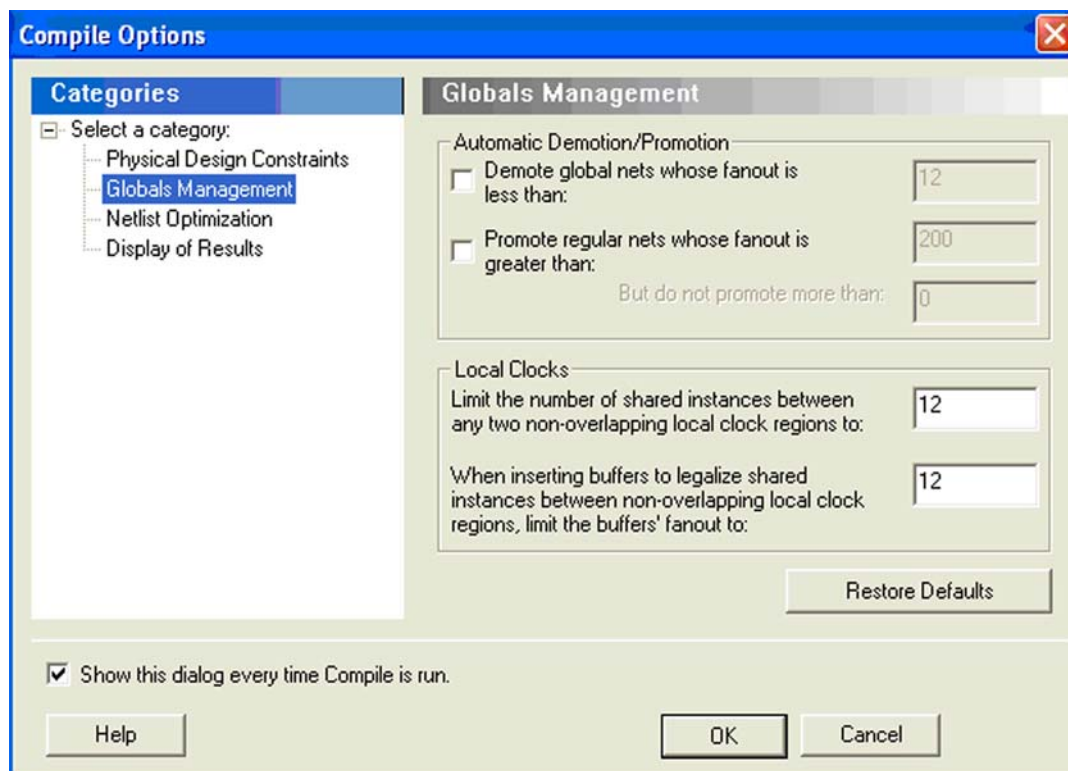 Compile Options
Categories
Select a category:
Physical Design Constraints
Globals Management
Netlist Optimization
Display of Results
Globals Management
Automatic Demotion/Promotion
Demote global nets whose fanout is
less than:
12
Promote regular nets whose fanout is
greater than:
200
But do not promote more than:
0
Local Clocks
Limit the number of shared instances between
any two non-overlapping local clock regions to:
12
When inserting buffers to legalize shared
instances between non-overlapping local clock
regions, limit the buffers' fanout to:
12
Restore Defaults
Show this dialog every time Compile is run.
Help
OK
Cancel